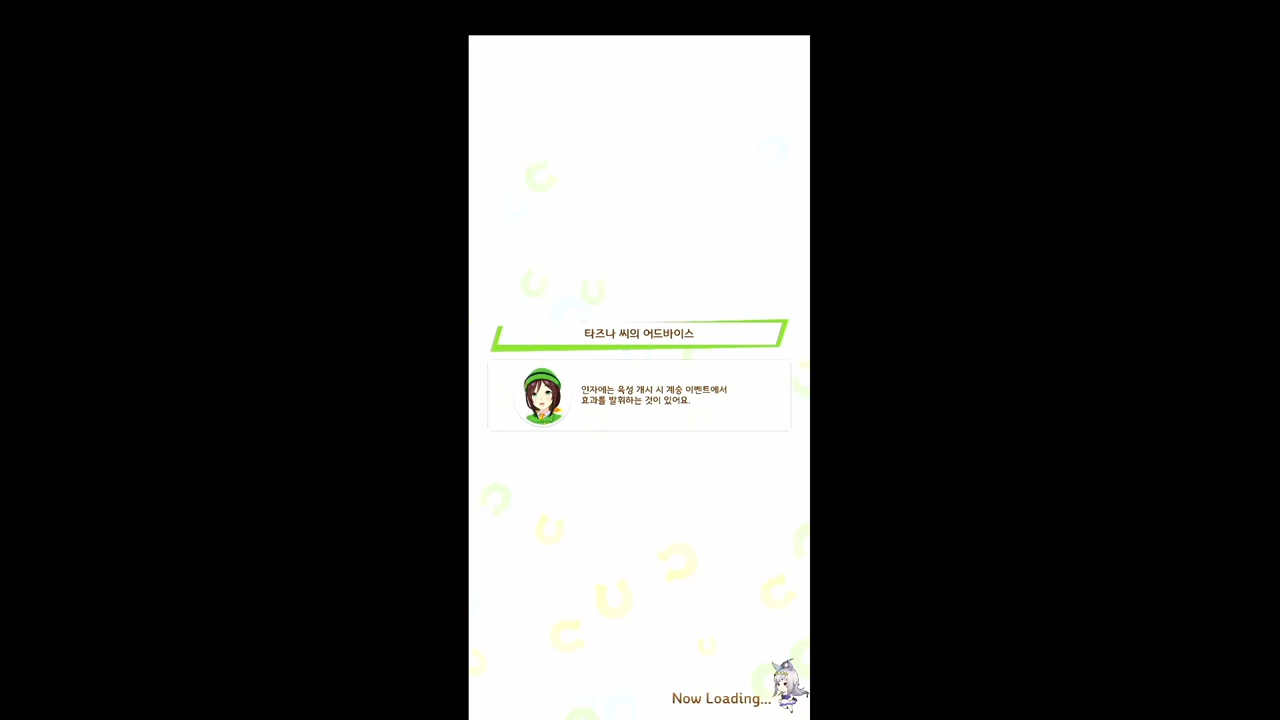 타즈나 씨의 어드바이스
인자에는 육성 개시 시 계승 이벤트에서
효과를 발휘하는 것이 있어요.
Now Loading...